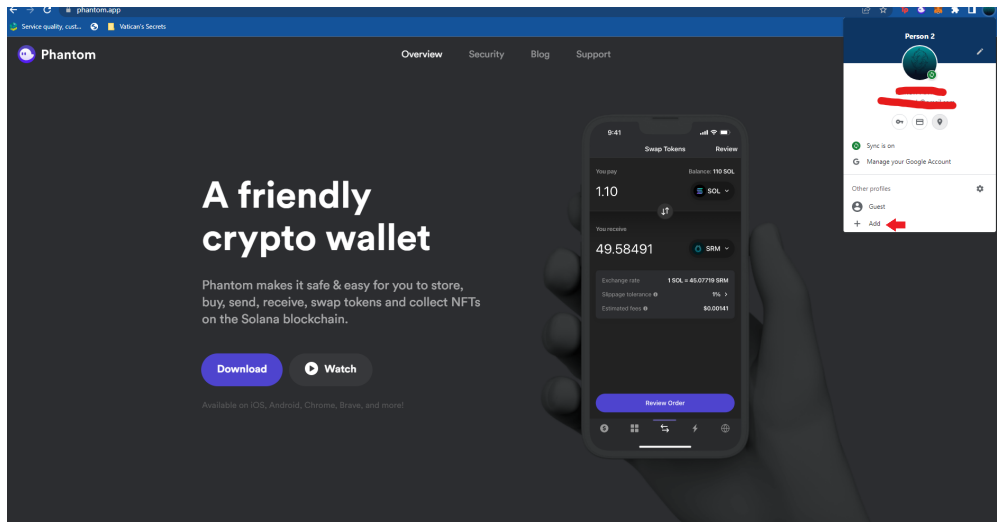 phantom.app
Service quality, cust...
Vatican's Secrets
Phantom
Overview
Security
Blog
Support
Person 2
Sync is on
Manage your Google Account
Other profiles
Guest
Add
A friendly
crypto wallet
Phantom makes it safe & easy for you to store,
buy, send, receive, swap tokens and collect NFTs
on the Solana blockchain.
Download
Watch
Available on iOS, Android, Chrome, Brave, and more!
9:41
Swap Tokens
Review
You pay
Balance: 110 SOL
1.10
SOL
You receive
49.58491
SRM
Exchange rate
1 SOL = 45.07719 SRM
Slippage tolerance
1%
Estimated fees
$0.00141
Review Order